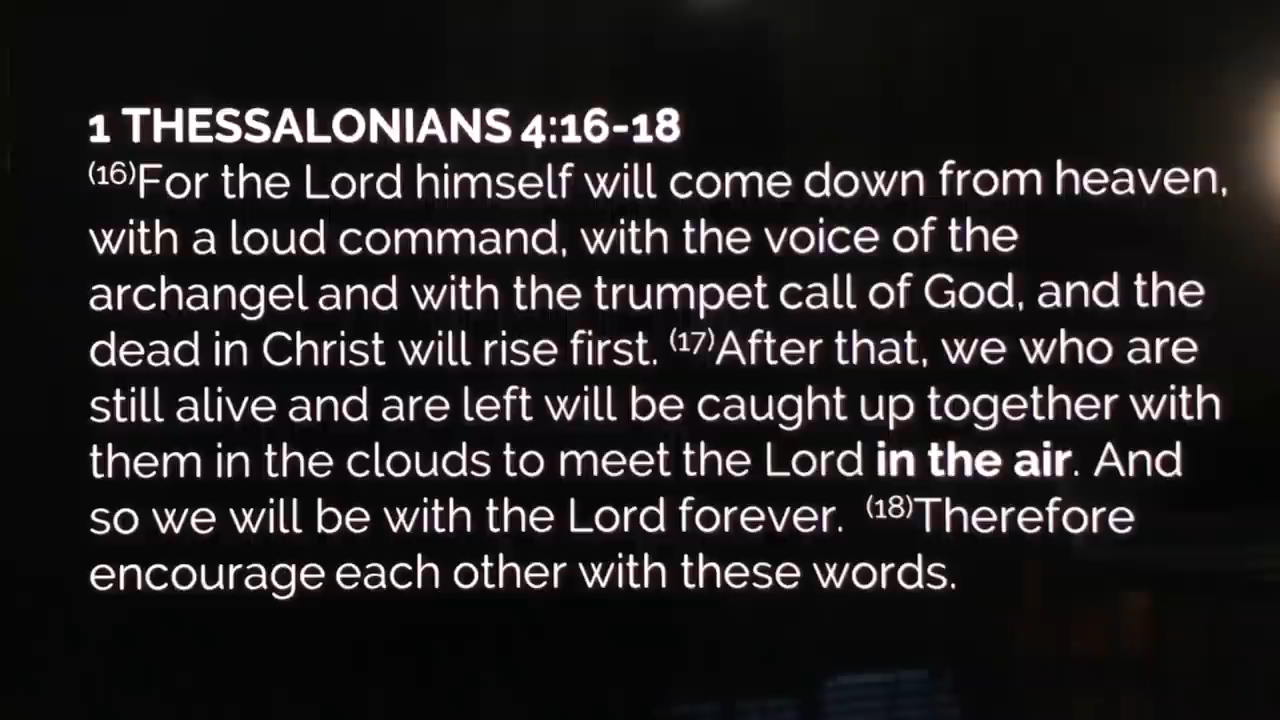 1 THESSALONIANS 4:16-18
(16)For the Lord himself will come down from heaven,
with a loud command, with the voice of the
archangel and with the trumpet call of God, and the
dead in Christ will rise first. (17)After that, we who are
still alive and are left will be caught up together with
them in the clouds to meet the Lord in the air. And
so we will be with the Lord forever. (18)Therefore
encourage each other with these words.